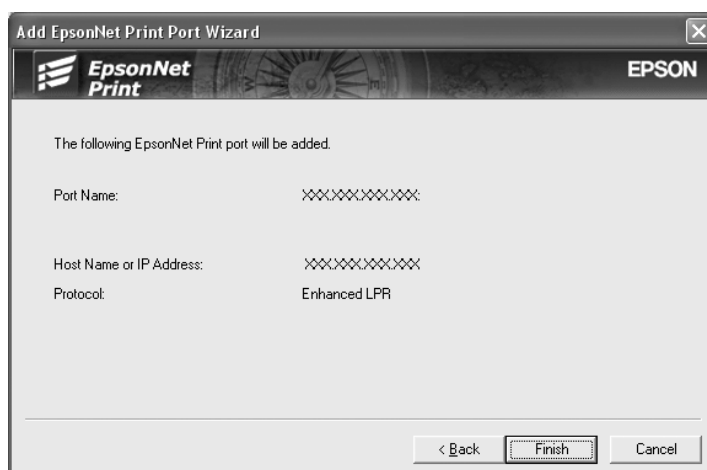 Add EpsonNet Print Port Wizard
EpsonNet
Print
EPSON
The following EpsonNet Print port will be added.
Port Name: XXX.XXX.XXX.XXX:
Host Name or IP Address: XXX.XXX.XXX.XXX
Protocol: Enhanced LPR
< Back Finish Cancel